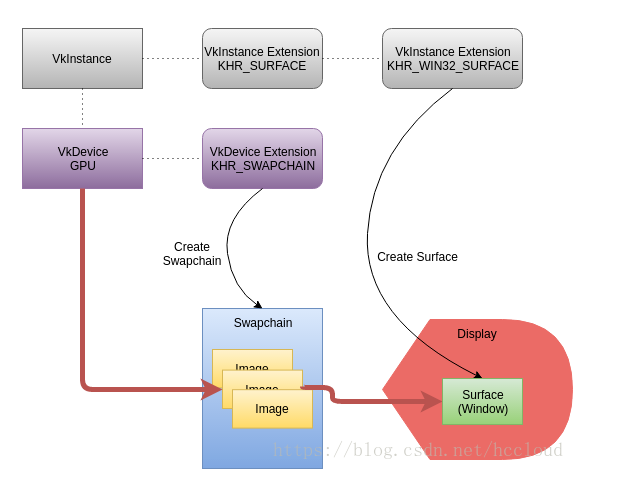 VkInstance
VkInstance Extension
KHR_SURFACE
VkInstance Extension
KHR_WIN32_SURFACE
VkDevice
GPU
VkDevice Extension
KHR_SWAPCHAIN
Create
Swapchain
Create Surface
Swapchain
Display
Image
Image
Image
Surface
(Window)
https://blog.csdn.net/hccloud